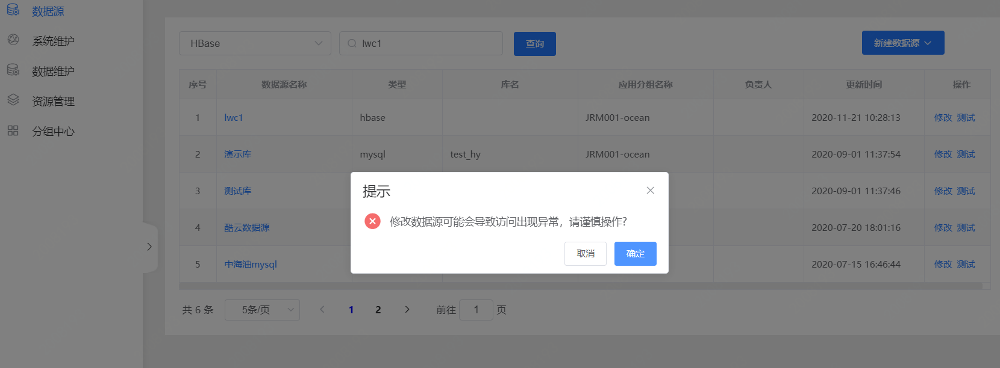 数据源
系统维护
数据维护
资源管理
分组中心
HBase
lwc1
查询
新建数据源
序号 数据源名称 类型 库名 应用分组名称 负责人 更新时间 操作
1 lwc1 hbase JRM001-ocean 2020-11-21 10:28:13 修改 测试
2 演示库 mysql test_hy JRM001-ocean 2020-09-01 11:37:54 修改 测试
3 测试库 2020-09-01 11:37:46 修改 测试
4 酷云数据源 2020-07-20 18:01:16 修改 测试
5 中海油mysql 2020-07-15 16:46:44 修改 测试
提示
修改数据源可能会导致访问出现异常，请谨慎操作?
取消 确定
共 6 条 5条/页 1 2 前往 1 页